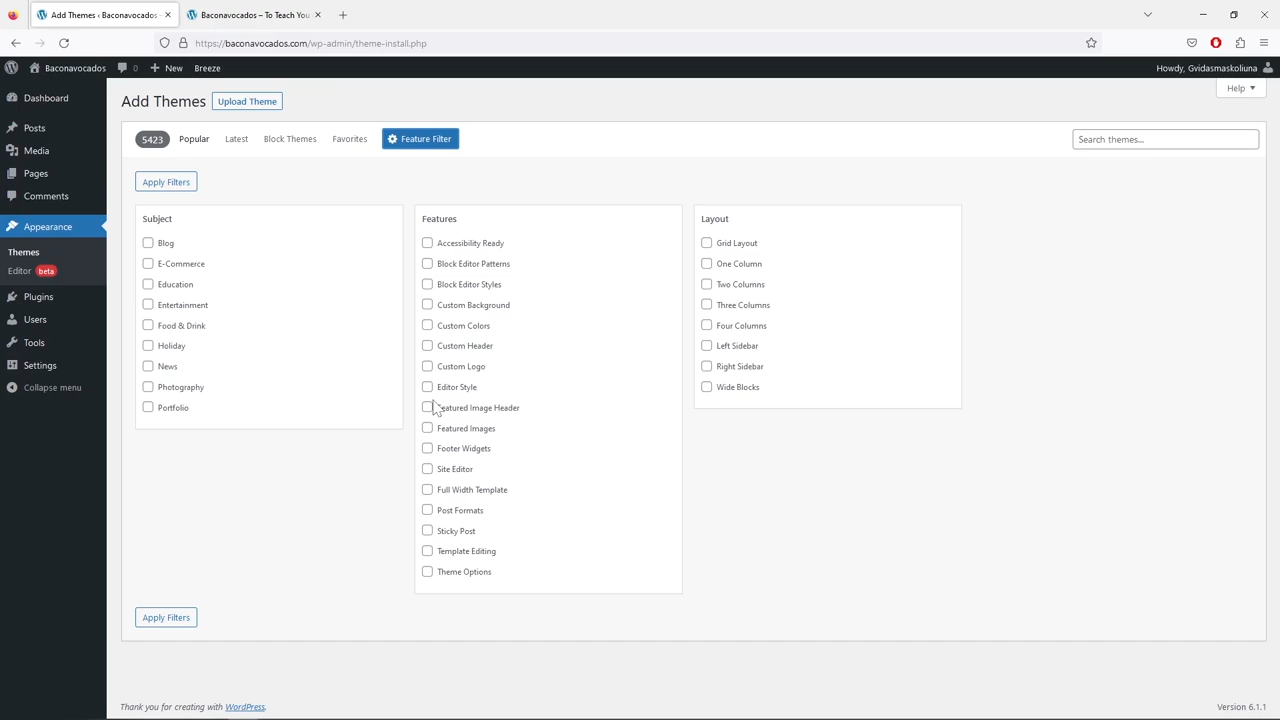 Add Themes ‹ Baconavocados -
Baconavocados – To Teach You
https://baconavocados.com/wp-admin/theme-install.php
Baconavocados
0
New
Breeze
Howdy, Gvidasmaskoliuna
Dashboard
Posts
Media
Pages
Comments
Appearance
Themes
Editor beta
Plugins
Users
Tools
Settings
Collapse menu
Help
Add Themes
Upload Theme
5423
Popular
Latest
Block Themes
Favorites
Feature Filter
Search themes...
Apply Filters
Subject
Blog
E-Commerce
Education
Entertainment
Food & Drink
Holiday
News
Photography
Portfolio
Features
Accessibility Ready
Block Editor Patterns
Block Editor Styles
Custom Background
Custom Colors
Custom Header
Custom Logo
Editor Style
Featured Image Header
Featured Images
Footer Widgets
Site Editor
Full Width Template
Post Formats
Sticky Post
Template Editing
Theme Options
Layout
Grid Layout
One Column
Two Columns
Three Columns
Four Columns
Left Sidebar
Right Sidebar
Wide Blocks
Apply Filters
Thank you for creating with WordPress.
Version 6.1.1